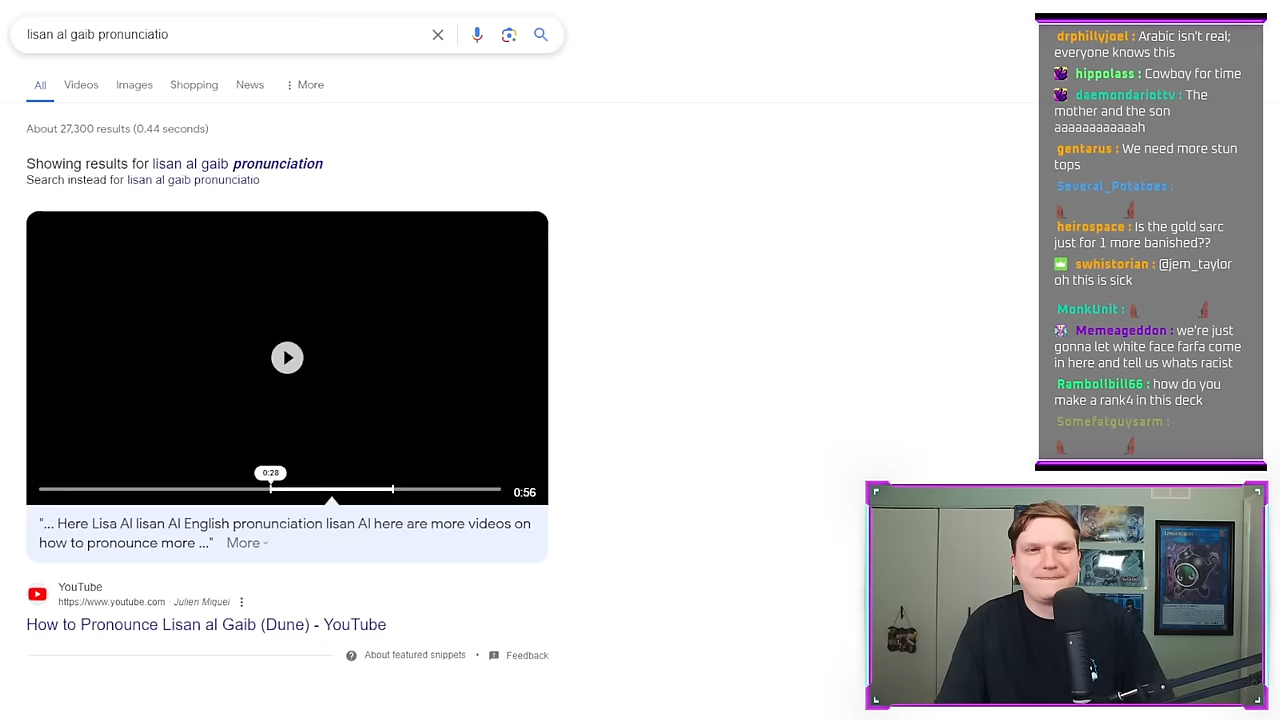 lisan al gaib pronunciatio
All
Videos
Images
Shopping
News
More
About 27,300 results (0.44 seconds)
Showing results for lisan al gaib pronunciation
Search instead for lisan al gaib pronunciatio
0:28
0:56
"... Here Lisa Al lisan Al English pronunciation lisan Al here are more videos on
how to pronounce more ..." More
YouTube
https://www.youtube.com · Julien Miquel
How to Pronounce Lisan al Gaib (Dune) - YouTube
About featured snippets • Feedback
drphillyjoel : Arabic isn't real;
everyone knows this
hippolass : Cowboy for time
daemondariottv : The
mother and the son
aaaaaaaaaaaah
gentarus : We need more stun
tops
Several_Potatoes :
heirospace : Is the gold sarc
just for 1 more banished??
swhistorian : @jem_taylor
oh this is sick
MonkUnit :
Memeageddon : we're just
gonna let white face farfa come
in here and tell us whats racist
Rambollbill66 : how do you
make a rank4 in this deck
Somefatguysarm :
LINGURIBOH